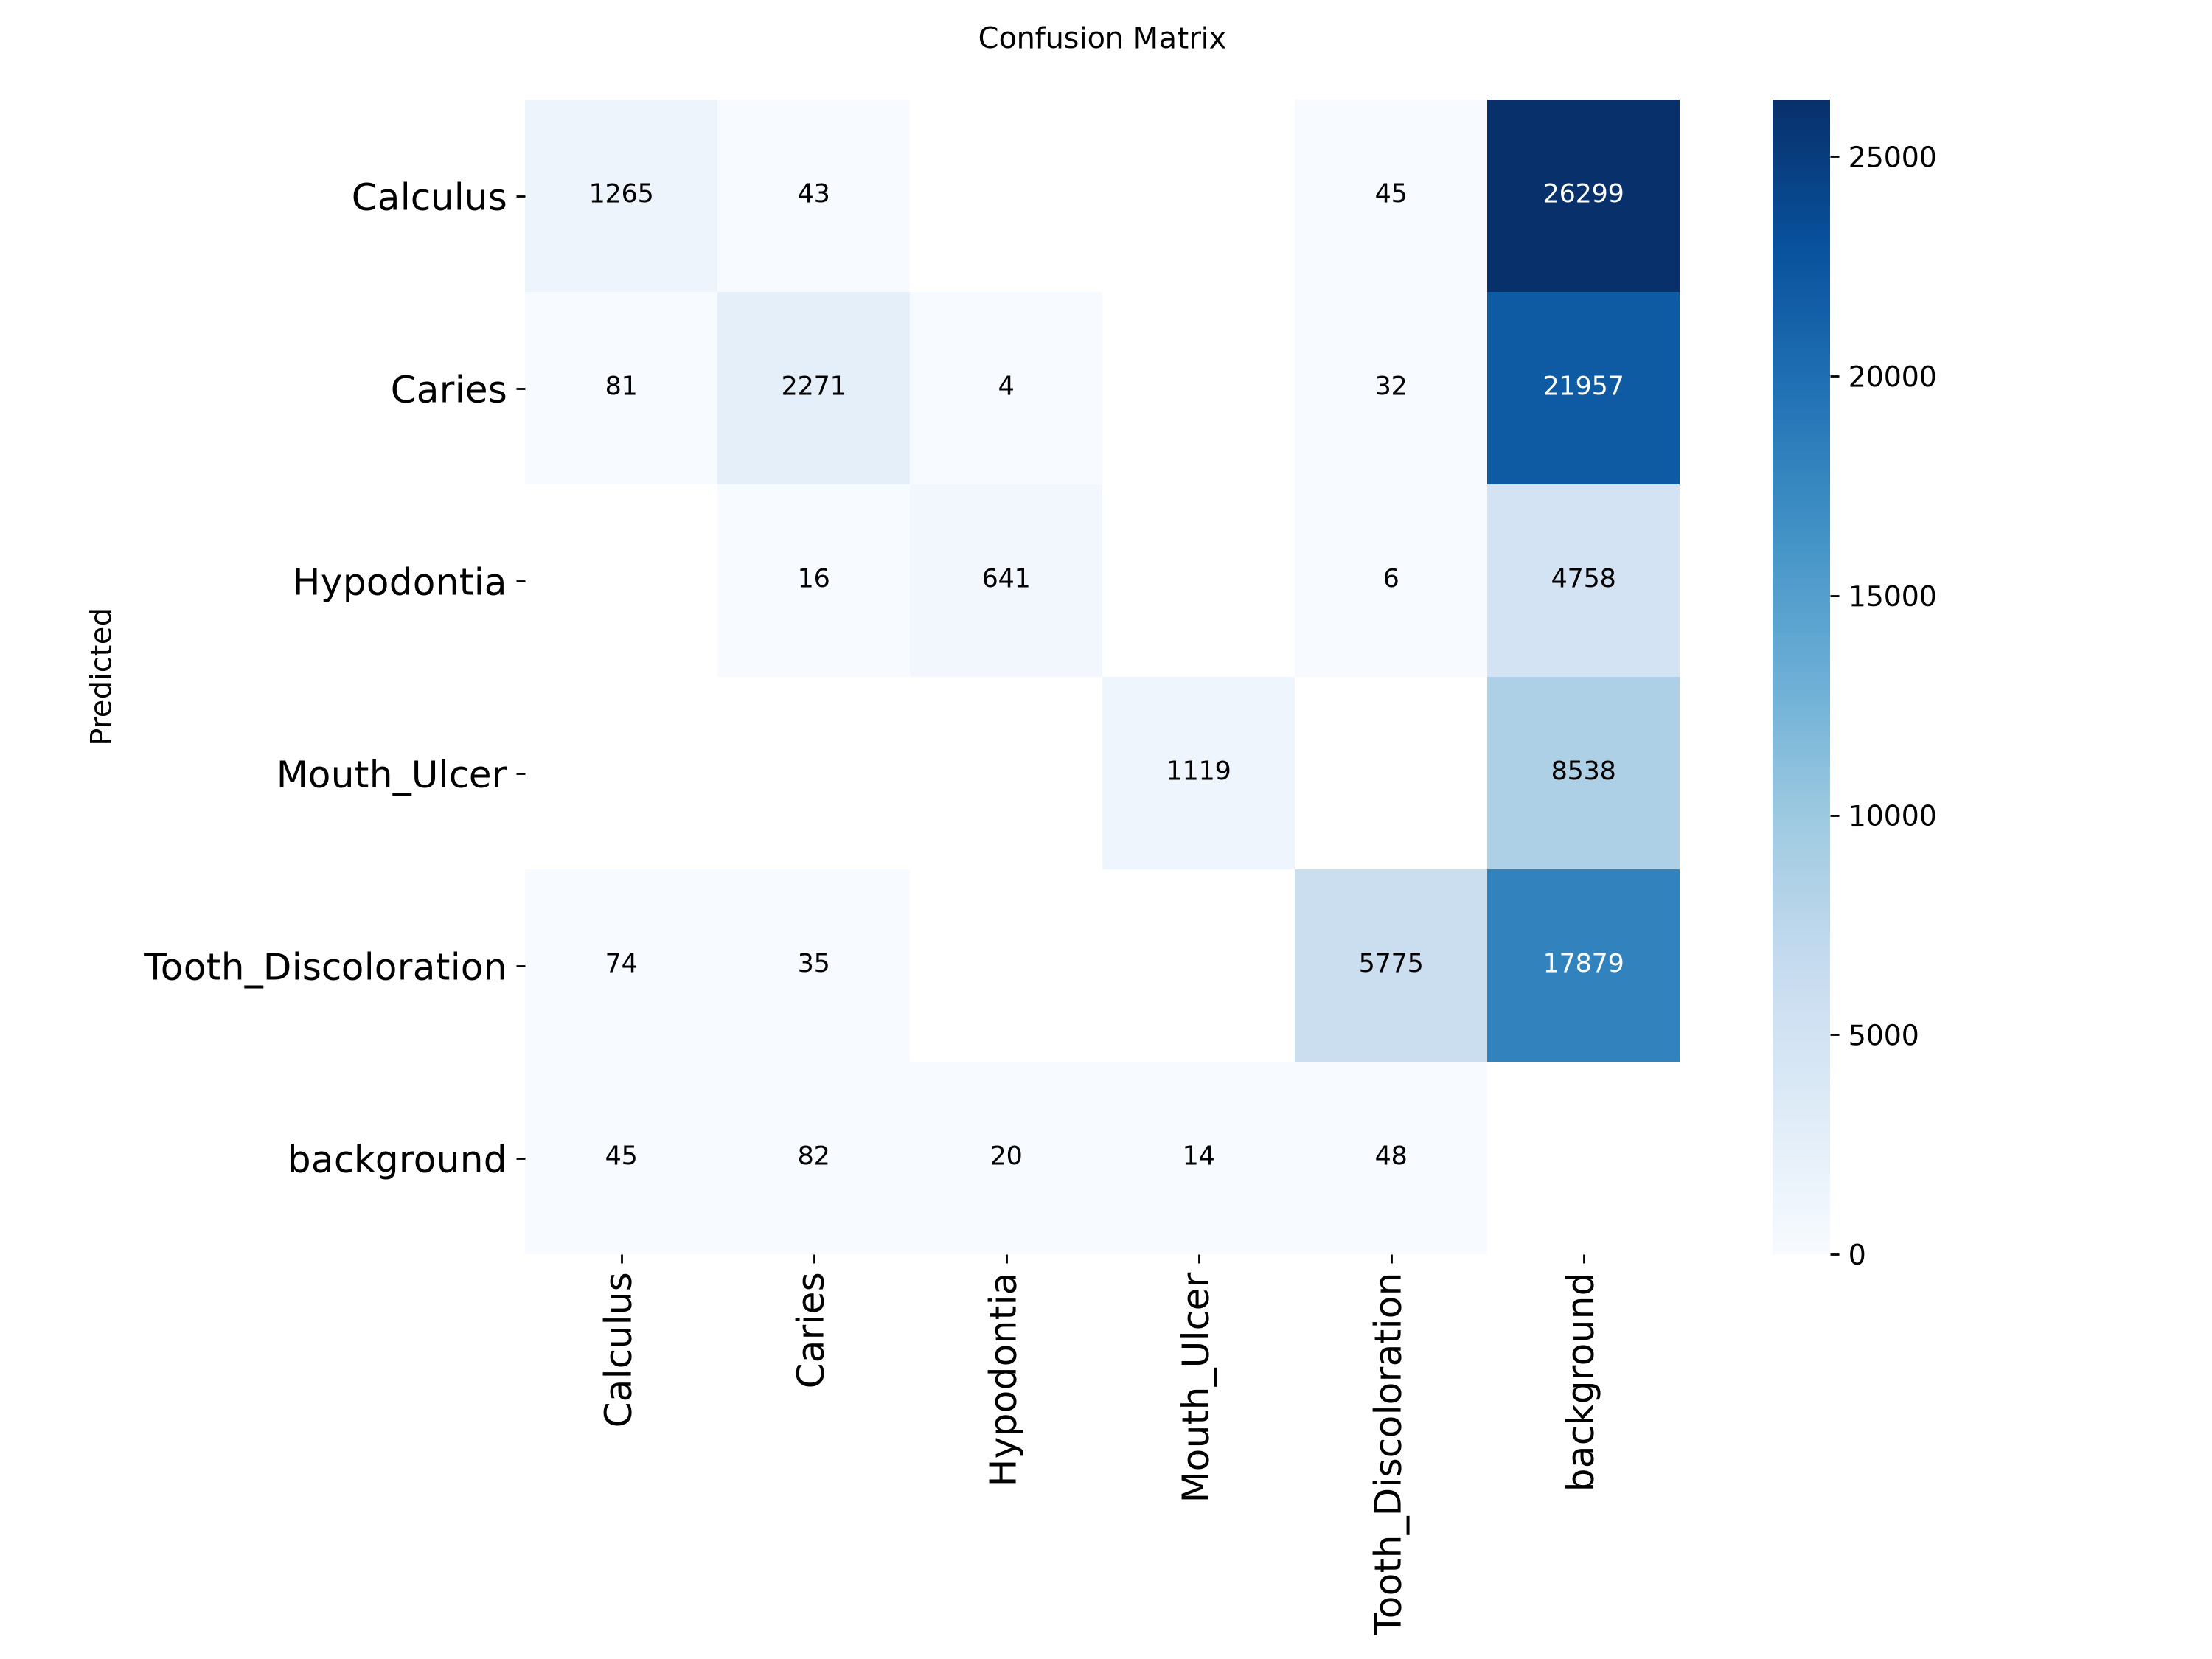 Confusion Matrix
Predicted
Calculus 1265 43 45 26299
Caries 81 2271 4 32 21957
Hypodontia 16 641 6 4758
Mouth_Ulcer 1119 8538
Tooth_Discoloration 74 35 5775 17879
background 45 82 20 14 48
Calculus Caries Hypodontia Mouth_Ulcer Tooth_Discoloration background
25000
20000
15000
10000
5000
0